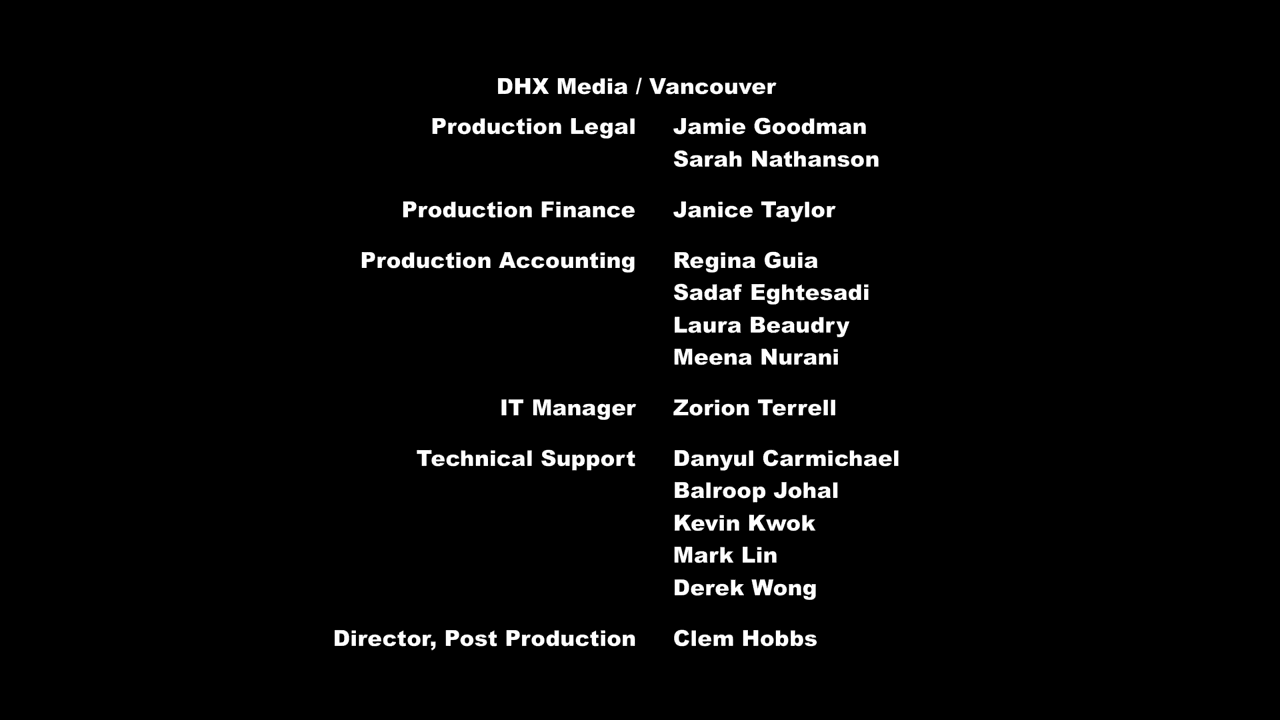 DHX Media / Vancouver
Production Legal Jamie Goodman
Sarah Nathanson
Production Finance Janice Taylor
Production Accounting Regina Guia
Sadaf Eghtesadi
Laura Beaudry
Meena Nurani
IT Manager Zorion Terrell
Technical Support Danyul Carmichael
Balroop Johal
Kevin Kwok
Mark Lin
Derek Wong
Director, Post Production Clem Hobbs